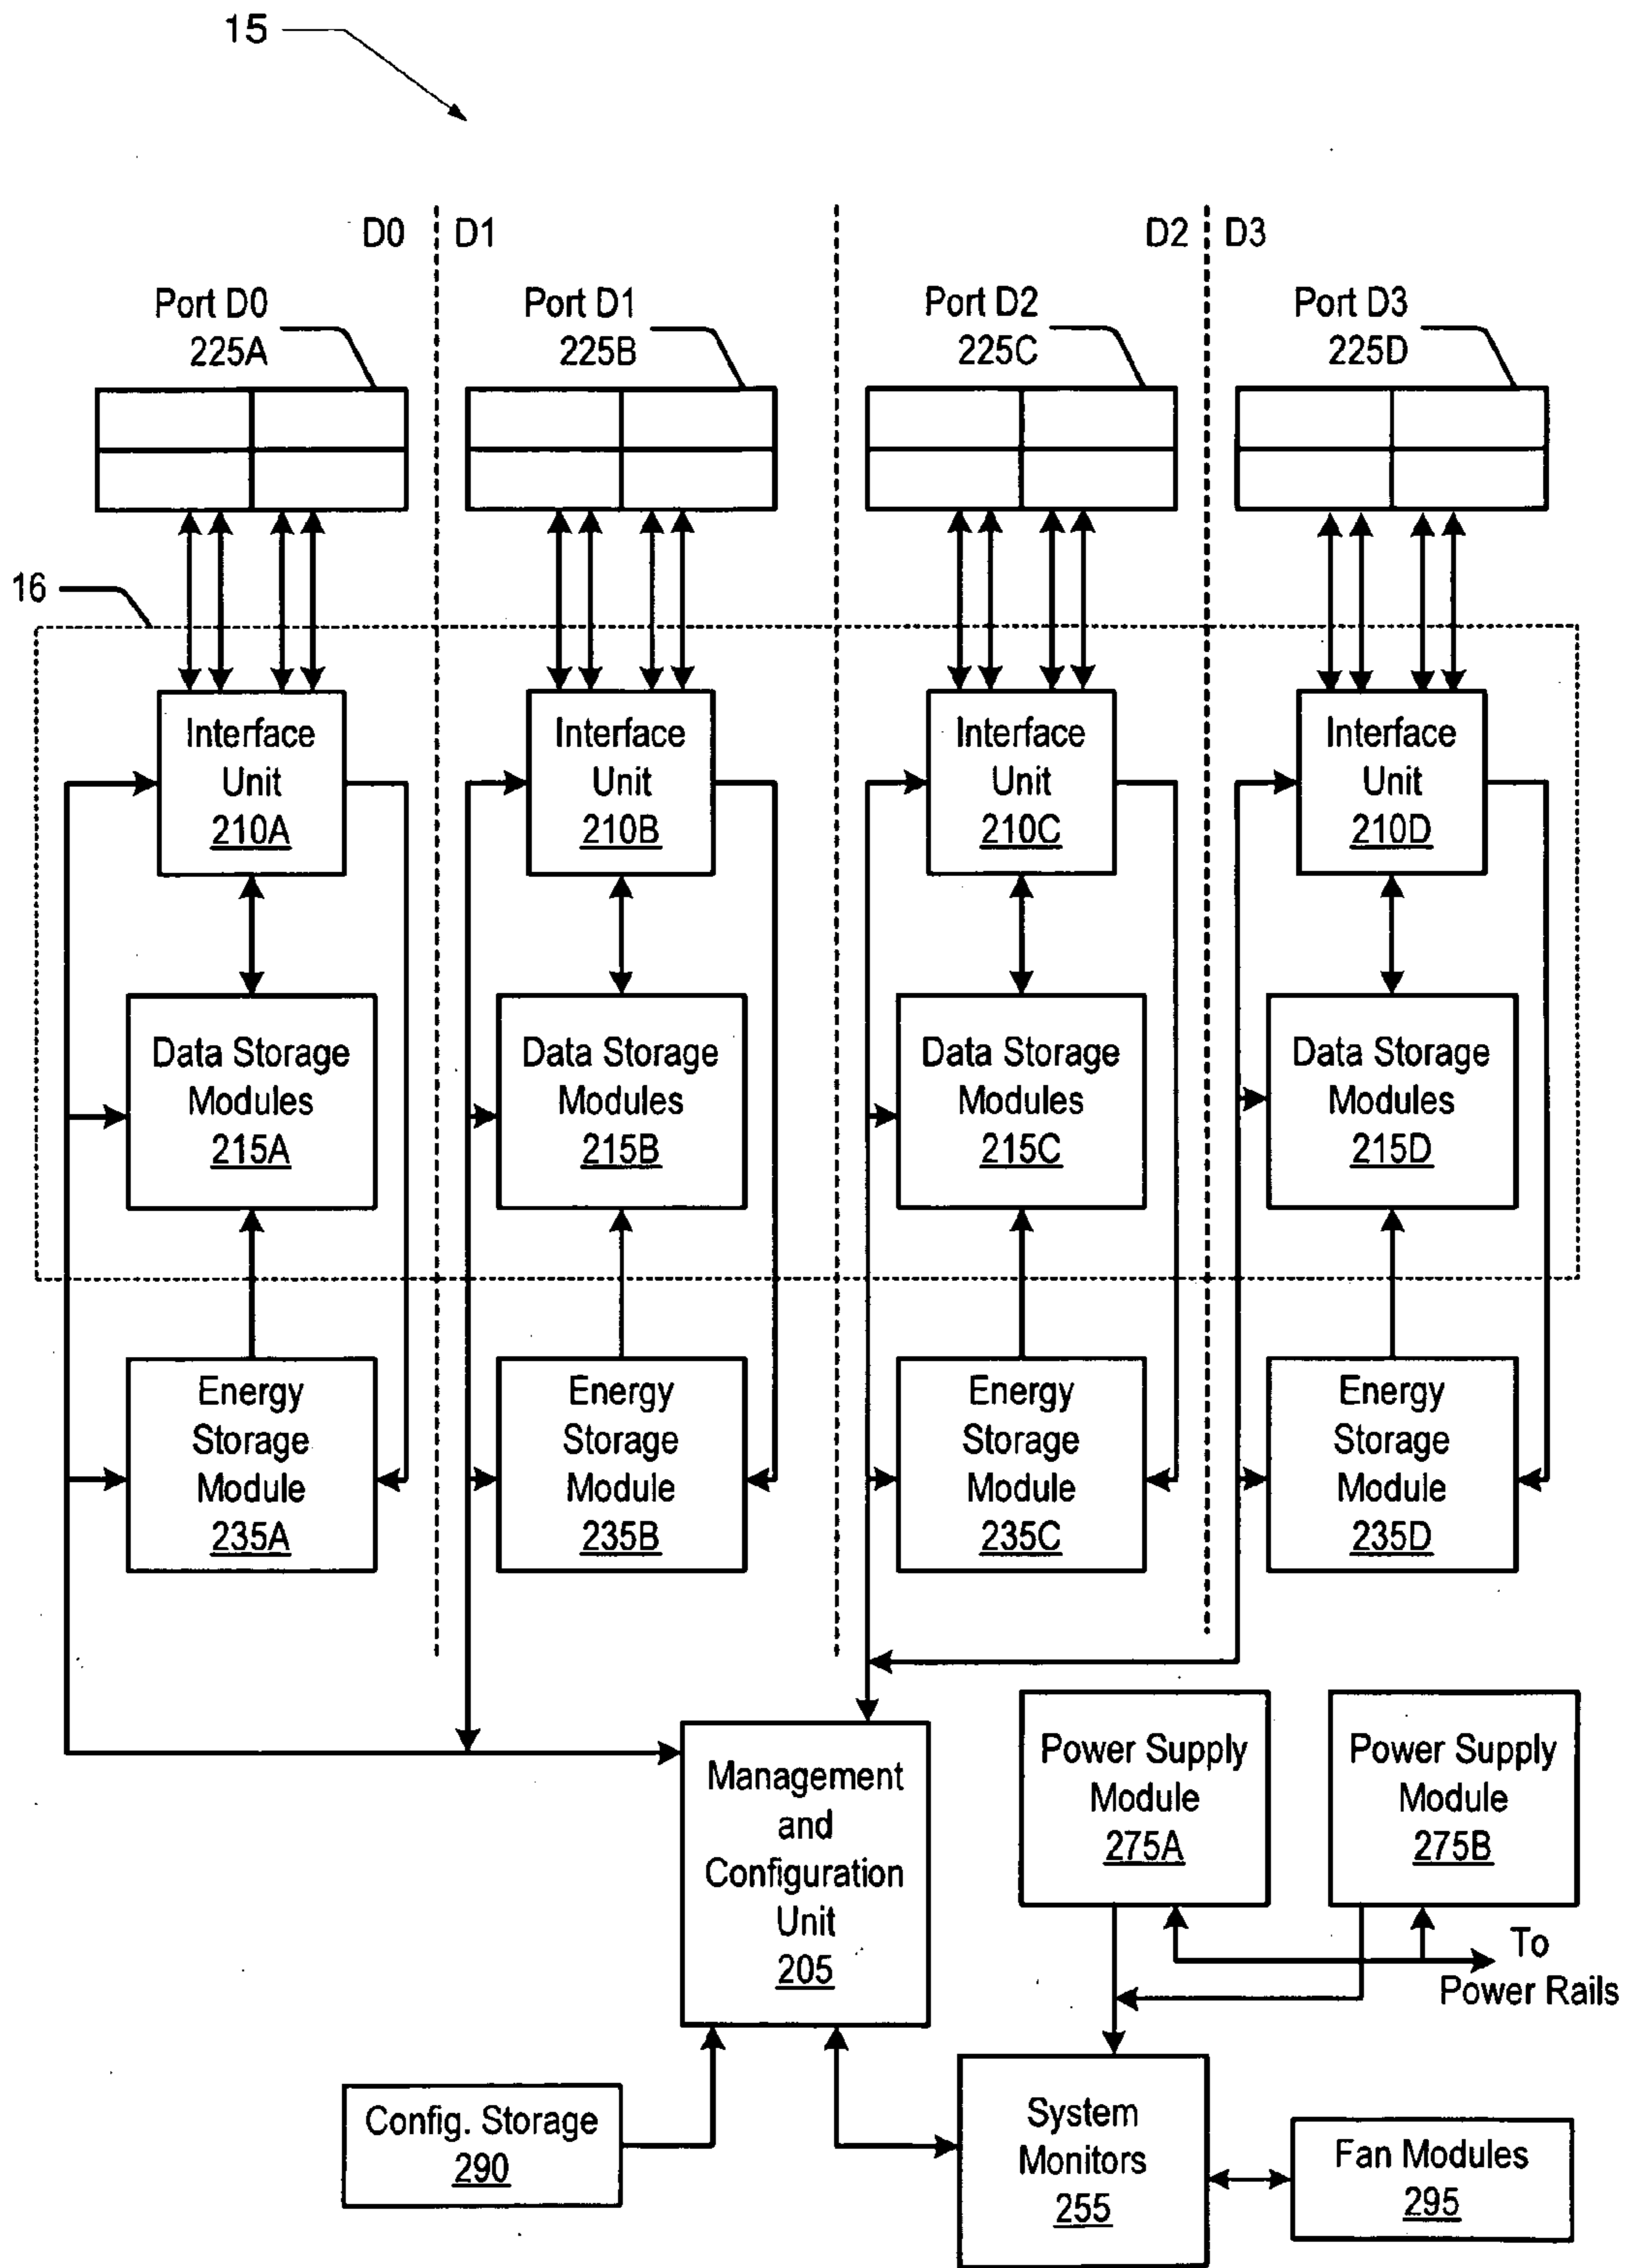 15
D0
D1
D2
D3
Port D0
225A
Port D1
225B
Port D2
225C
Port D3
225D
16
Interface
Unit
210A
Interface
Unit
210B
Interface
Unit
210C
Interface
Unit
210D
Data Storage
Modules
215A
Data Storage
Modules
215B
Data Storage
Modules
215C
Data Storage
Modules
215D
Energy
Storage
Module
235A
Energy
Storage
Module
235B
Energy
Storage
Module
235C
Energy
Storage
Module
235D
Management
and
Configuration
Unit
205
Power Supply
Module
275A
Power Supply
Module
275B
To
Power Rails
Config. Storage
290
System
Monitors
255
Fan Modules
295